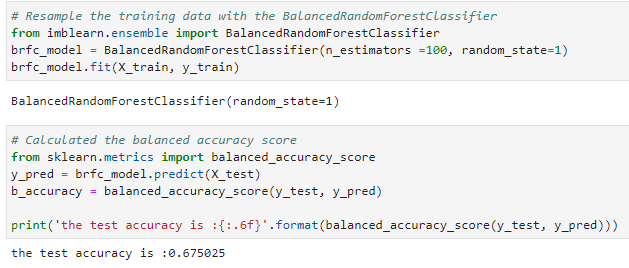 # Resample the training data with the BalancedRandomForestClassifier
from imblearn.ensemble import BalancedRandomForestClassifier
brfc_model = BalancedRandomForestClassifier(n_estimators =100, random_state=1)
brfc_model.fit(X_train, y_train)
BalancedRandomForestClassifier(random_state=1)
# Calculated the balanced accuracy score
from sklearn.metrics import balanced_accuracy_score
y_pred = brfc_model.predict(X_test)
b_accuracy = balanced_accuracy_score(y_test, y_pred)
print('the test accuracy is :{:.6f}'.format(balanced_accuracy_score(y_test, y_pred)))
the test accuracy is :0.675025